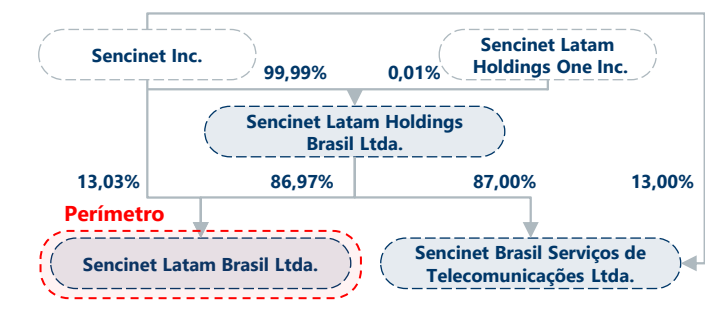 Sencinet Inc.
Sencinet Latam
Holdings One Inc.
99,99%
0,01%
Sencinet Latam Holdings
Brasil Ltda.
13,03%
86,97%
87,00%
13,00%
Perímetro
Sencinet Latam Brasil Ltda.
Sencinet Brasil Serviços de
Telecomunicações Ltda.